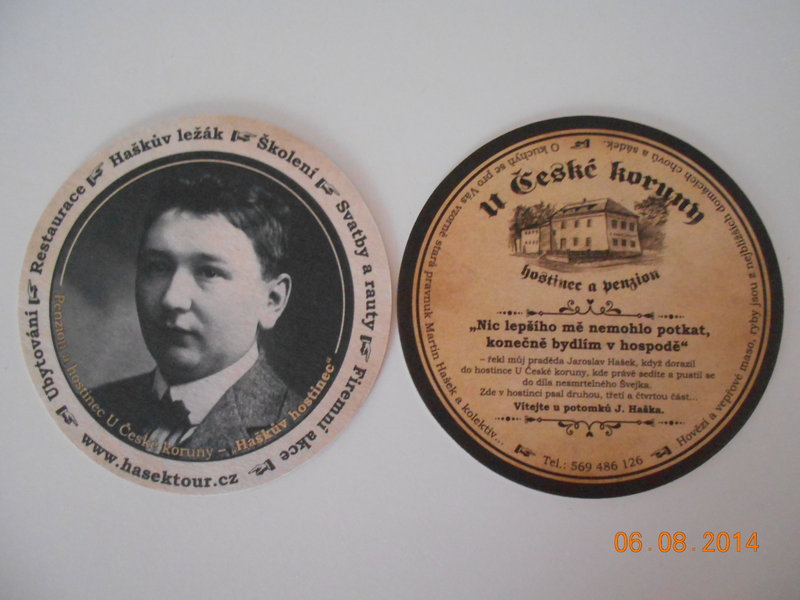 Ubytování Restaurace Haškův ležák Školení Svatby a rauty Firemní akce
www.hasektour.cz
Penzion a hostinec U České koruny – „Haškův hostinec“
O kuchyň se pro Vás vzorně stará pravnuk Martin Hašek a kolektiv...
Hovězí a vepřové maso, ryby jsou z nejbližších domácích chovů a sádek.
U České koruny
hostinec a penzion
„Nic lepšího mě nemohlo potkat,
konečně bydlím v hospodě“
– řekl můj praděda Jaroslav Hašek, když dorazil
do hostince U České koruny, kde právě sedíte a pustil se
do díla nesmrtelného Švejka.
Zde v hostinci psal druhou, třetí a čtvrtou část...
Vítejte u potomků J. Haška.
Tel.: 569 486 126
06.08.2014